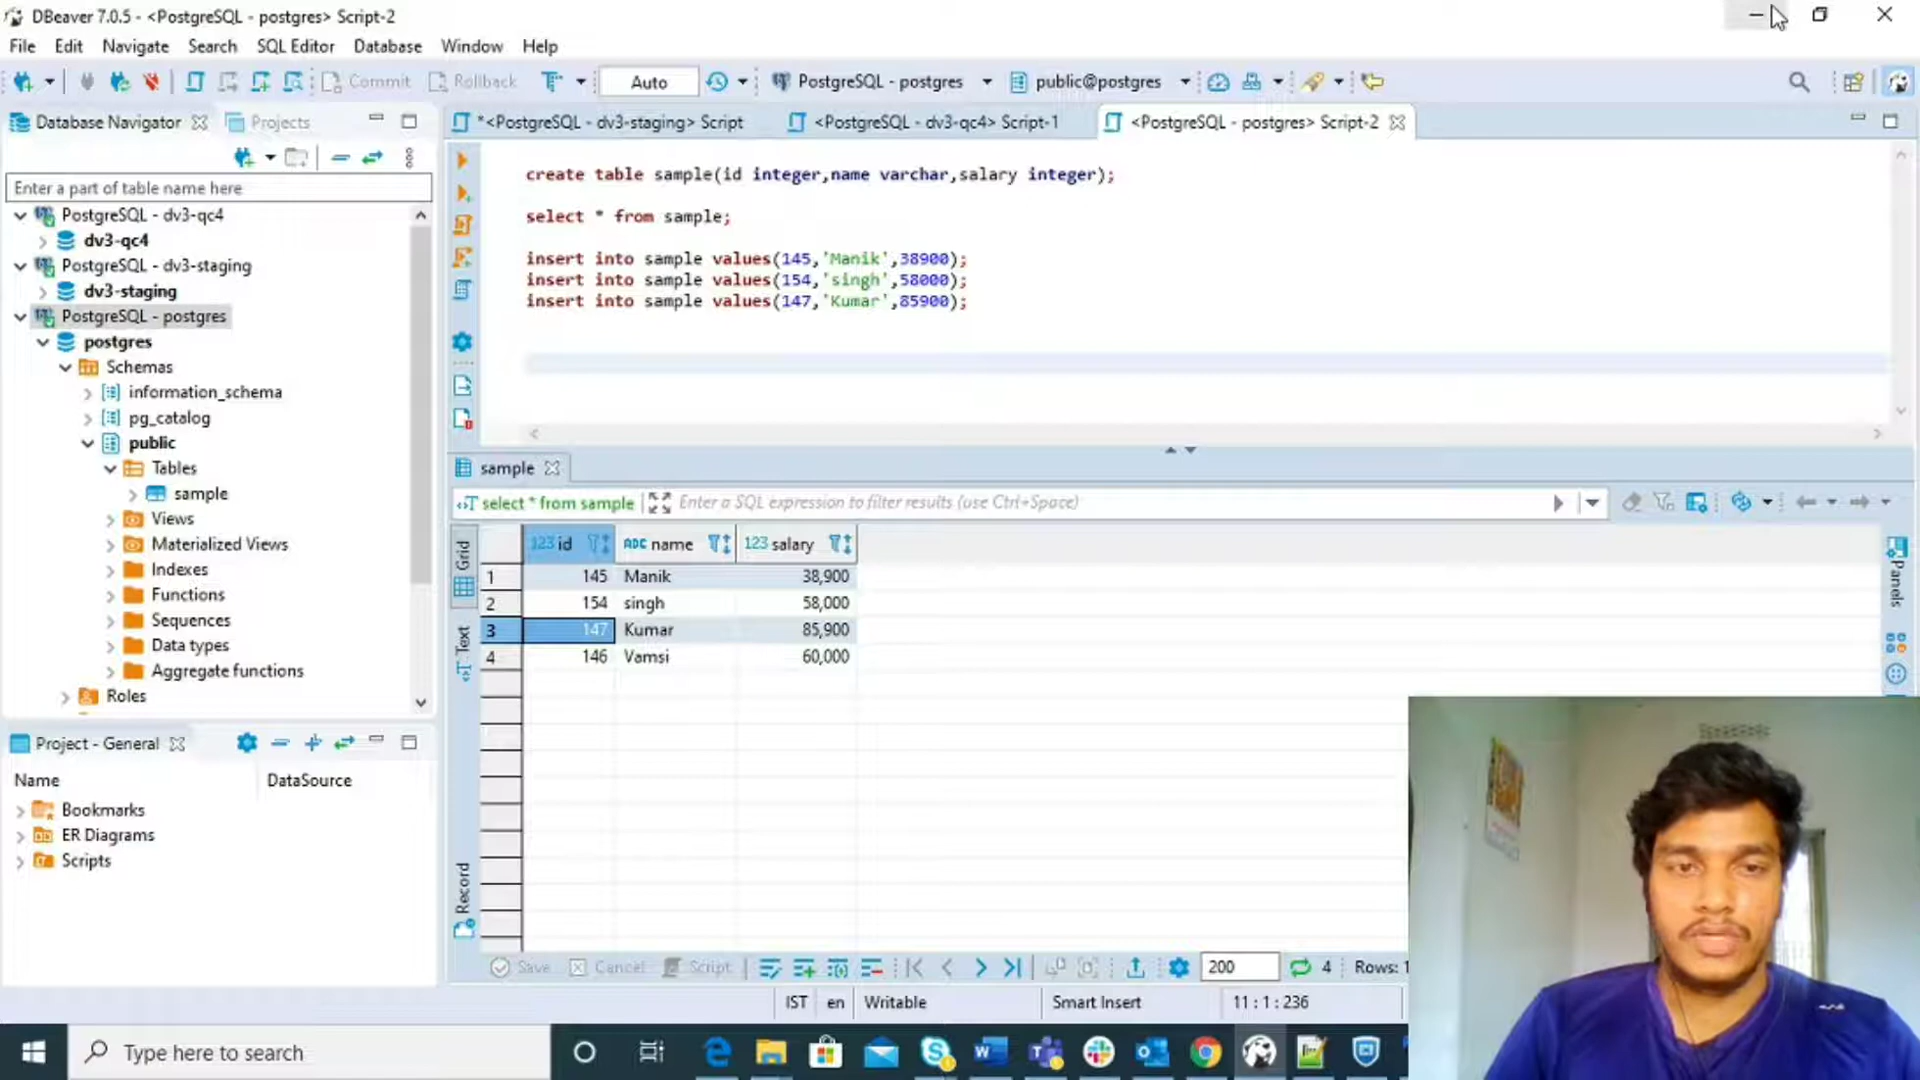 DBeaver 7.0.5 - <PostgreSQL - postgres> Script-2
File Edit Navigate Search SQL Editor Database Window Help
Commit Rollback Auto PostgreSQL - postgres public@postgres
Database Navigator Projects
Enter a part of table name here
PostgreSQL - dv3-qc4
dv3-qc4
PostgreSQL - dv3-staging
dv3-staging
PostgreSQL - postgres
postgres
Schemas
information_schema
pg_catalog
public
Tables
sample
Views
Materialized Views
Indexes
Functions
Sequences
Data types
Aggregate functions
Roles
Project - General
Name DataSource
Bookmarks
ER Diagrams
Scripts
*<PostgreSQL - dv3-staging> Script <PostgreSQL - dv3-qc4> Script-1 <PostgreSQL - postgres> Script-2
create table sample(id integer,name varchar,salary integer);
select * from sample;
insert into sample values(145,'Manik',38900);
insert into sample values(154,'singh',58000);
insert into sample values(147,'Kumar',85900);
sample
select * from sample Enter a SQL expression to filter results (use Ctrl+Space)
Grid
Text
Record
Panels
123 id ABC name 123 salary
1 145 Manik 38,900
2 154 singh 58,000
3 147 Kumar 85,900
4 146 Vamsi 60,000
Save Cancel Script 200 4 Rows: 1
IST en Writable Smart Insert 11 : 1 : 236
Type here to search